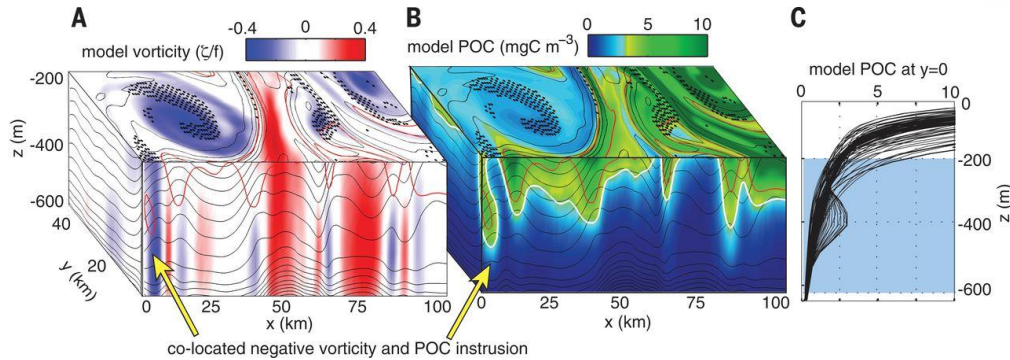 A
B
C
-0.4 0 0.4
model vorticity (ζ/f)
0 5 10
model POC (mgC m⁻³)
model POC at y=0
0 5 10
-200
-400
-600
z (m)
40
20
y (km)
0 25 50 75 100
x (km)
0 25 50 75 100
x (km)
0
-200
-400
-600
z (m)
co-located negative vorticity and POC instrusion